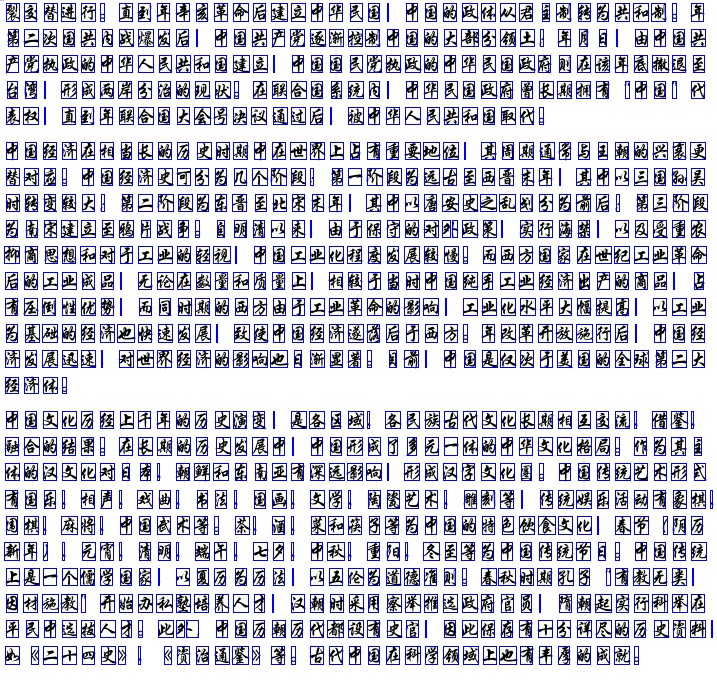 裂交替进行。直到年辛亥革命后建立中华民国，中国的政体从君主制转为共和制。年
第二次国共内战爆发后，中国共产党逐渐控制中国的大部分领土。年月日，由中国共
产党执政的中华人民共和国建立，中国国民党执政的中华民国政府则在该年底撤退至
台湾，形成两岸分治的现状。在联合国系统内，中华民国政府曾长期拥有「中国」代
表权，直到年联合国大会号决议通过后，被中华人民共和国取代。
中国经济在相当长的历史时期中在世界上占有重要地位，其周期通常与王朝的兴衰更
替对应。中国经济史可分为几个阶段。第一阶段为远古至西晋末年，其中以三国孙吴
时转变较大。第二阶段为东晋至北宋末年，其中以唐安史之乱划分为前后。第三阶段
为南宋建立至鸦片战争。自明清以来，由于保守的对外政策，实行海禁，以及受重农
抑商思想和对于工业的轻视，中国工业化程度发展较慢。而西方国家在世纪工业革命
后的工业成品，无论在数量和质量上，相较于当时中国纯手工业经济出产的商品，占
有压倒性优势，而同时期的西方由于工业革命的影响，工业化水平大幅提高，以工业
为基础的经济也快速发展，致使中国经济遂落后于西方。年改革开放施行后，中国经
济发展迅速，对世界经济的影响也日渐显著。目前，中国是仅次于美国的全球第二大
经济体。
中国文化历经上千年的历史演变，是各区域、各民族古代文化长期相互交流、借鉴、
融合的结果。在长期的历史发展中，中国形成了多元一体的中华文化格局。作为其主
体的汉文化对日本、朝鲜和东南亚有深远影响，形成汉字文化圈。中国传统艺术形式
有国乐、相声、戏曲、书法、国画、文学、陶瓷艺术、雕刻等，传统娱乐活动有象棋、
围棋、麻将、中国武术等。茶、酒、菜和筷子等为中国的特色饮食文化，春节（阴历
新年）、元宵、清明、端午、七夕、中秋、重阳、冬至等为中国传统节日。中国传统
上是一个儒学国家，以夏历为历法，以五伦为道德准则。春秋时期孔子「有教无类，
因材施教」开始办私塾培养人才，汉朝时采用察举推选政府官员，隋朝起实行科举在
平民中选拔人才。此外，中国历朝历代都设有史官，因此保存有十分详尽的历史资料，
如《二十四史》、《资治通鉴》等。古代中国在科学领域上也有丰厚的成就。